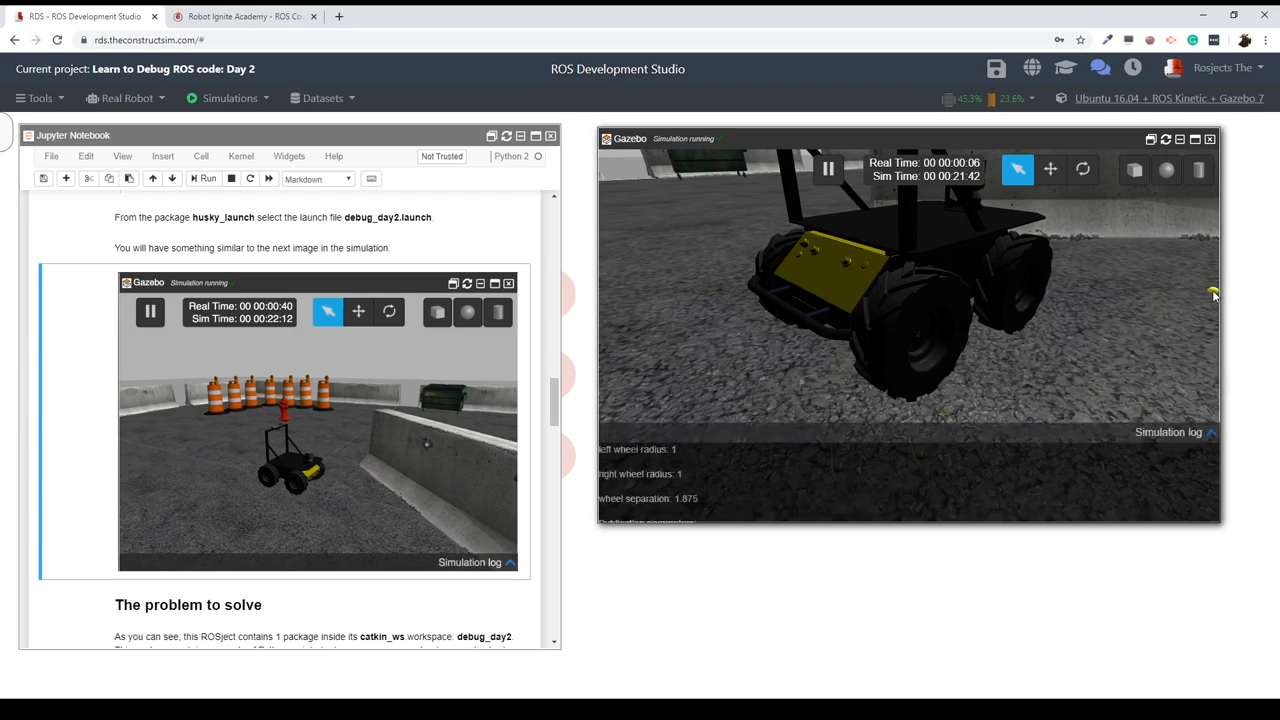 RDS - ROS Development Studio
Robot Ignite Academy - ROS Cou
rds.theconstructsim.com/#
Current project: Learn to Debug ROS code: Day 2
ROS Development Studio
Rosjects The
Tools
Real Robot
Simulations
Datasets
45.3%
23.6%
Ubuntu 16.04 + ROS Kinetic + Gazebo 7
Jupyter Notebook
File Edit View Insert Cell Kernel Widgets Help
Not Trusted
Python 2
Run
Markdown
From the package husky_launch select the launch file debug_day2.launch.
You will have something similar to the next image in the simulation.
Gazebo Simulation running
Real Time: 00 00:00:40
Sim Time: 00 00:22:12
Simulation log
The problem to solve
As you can see, this ROSject contains 1 package inside its catkin_ws workspace: debug_day2.
Gazebo Simulation running
Real Time: 00 00:00:06
Sim Time: 00 00:21:42
Simulation log
left wheel radius: 1
right wheel radius: 1
wheel separation: 1.875